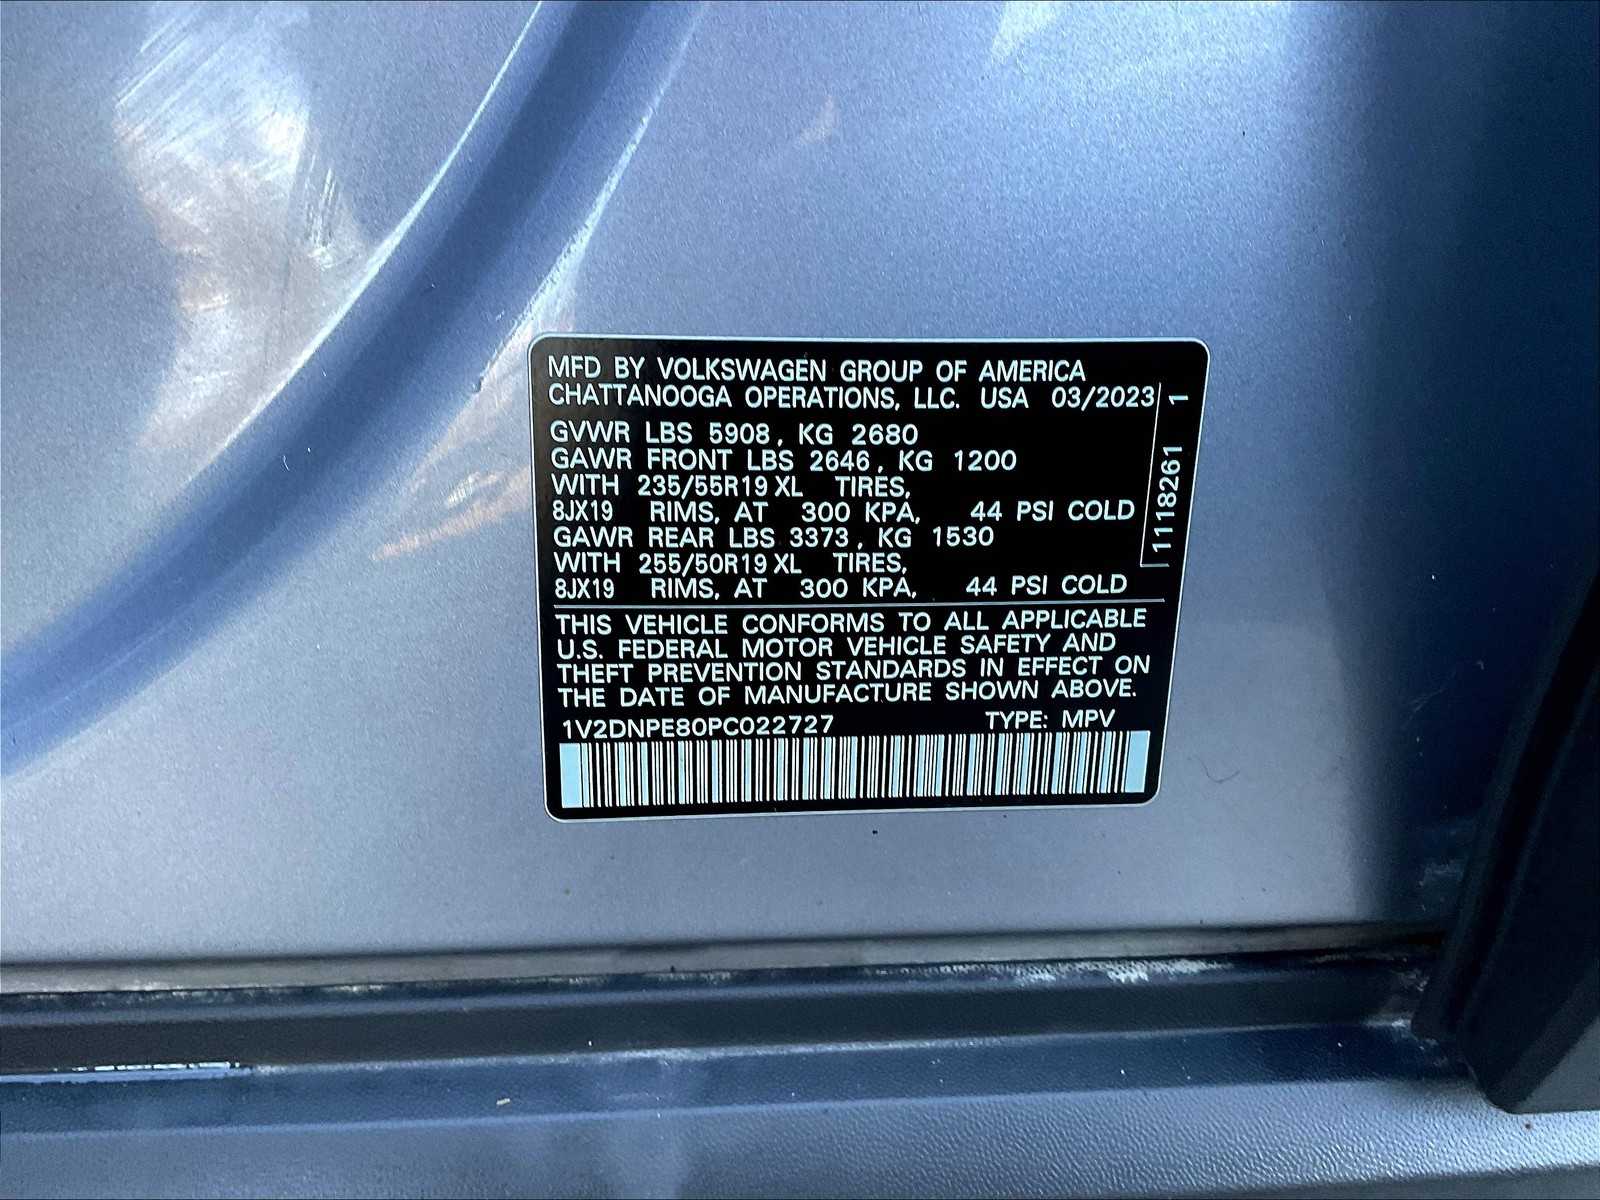 MFD BY VOLKSWAGEN GROUP OF AMERICA
CHATTANOOGA OPERATIONS, LLC. USA 03/2023
GVWR LBS 5908, KG 2680
GAWR FRONT LBS 2646, KG 1200
WITH 235/55R19 XL TIRES,
8JX19 RIMS, AT 300 KPA, 44 PSI COLD
GAWR REAR LBS 3373, KG 1530
WITH 255/50R19 XL TIRES,
8JX19 RIMS, AT 300 KPA, 44 PSI COLD
1118261 1
THIS VEHICLE CONFORMS TO ALL APPLICABLE
U.S. FEDERAL MOTOR VEHICLE SAFETY AND
THEFT PREVENTION STANDARDS IN EFFECT ON
THE DATE OF MANUFACTURE SHOWN ABOVE.
1V2DNPE80PC022727 TYPE: MPV